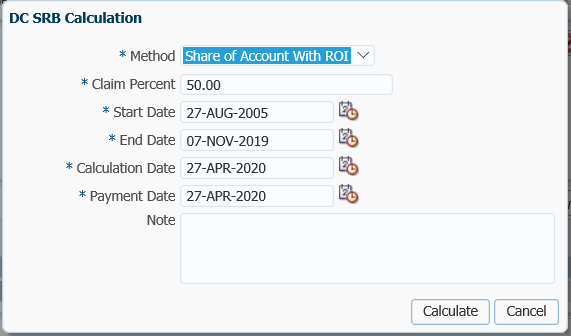 DC SRB Calculation
* Method Share of Account With ROI
* Claim Percent 50.00
* Start Date 27-AUG-2005
* End Date 07-NOV-2019
* Calculation Date 27-APR-2020
* Payment Date 27-APR-2020
Note
Calculate Cancel